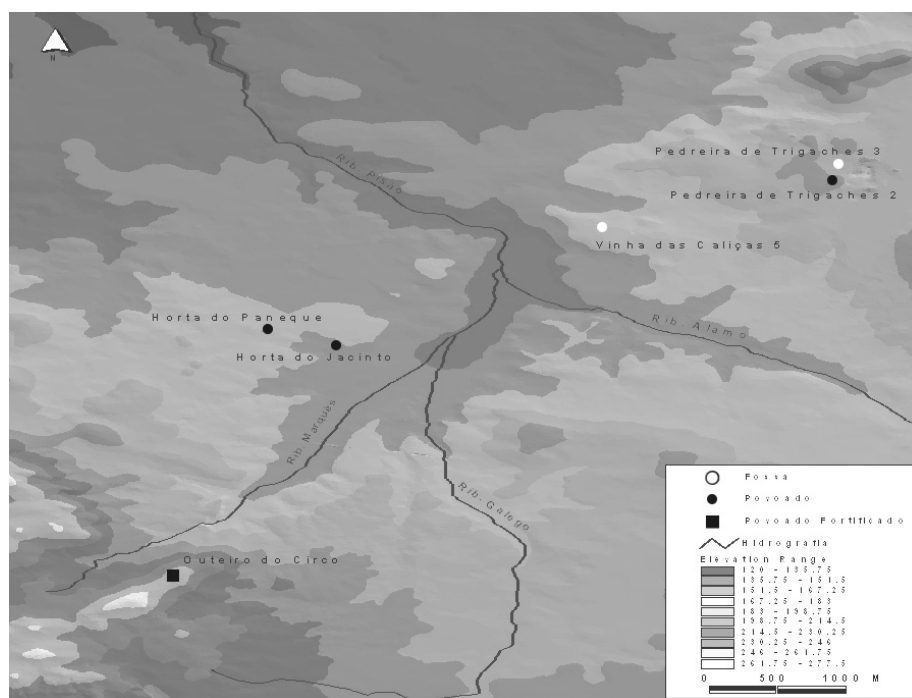 N
Rib. Pisão
Pedreira de Trigaches 3
Pedreira de Trigaches 2
Vinha das Caliças 5
Horta do Paneque
Horta do Jacinto
Rib. Alamo
Rib. Marquês
Rib. Galego
Outeiro do Circo
Fossa
Povoado
Povoado Fortificado
Hidrografia
Elevation Range
120 - 135.75
135.75 - 151.5
151.5 - 167.25
167.25 - 183
183 - 198.75
198.75 - 214.5
214.5 - 230.25
230.25 - 246
246 - 261.75
261.75 - 277.5
0 500 1000 M